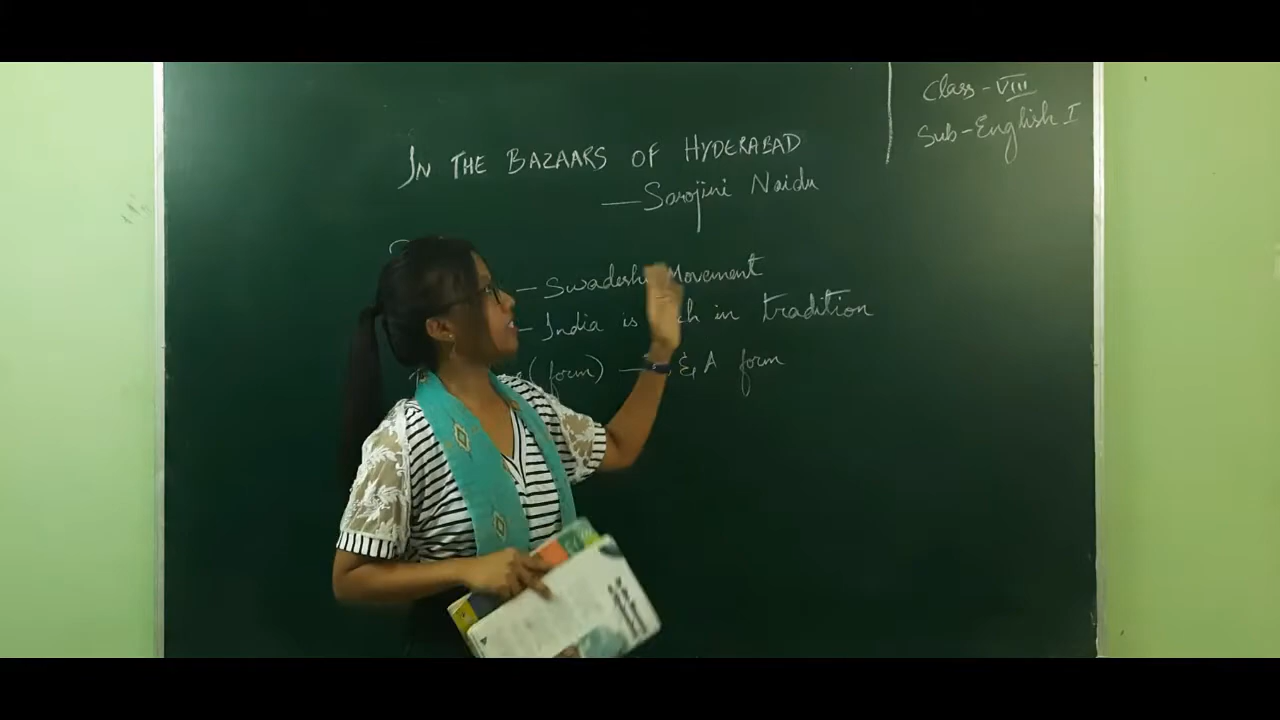 Class - VIII
Sub - English I
IN THE BAZAARS OF HYDERABAD
— Sarojini Naidu
— Swadeshi Movement
— India is rich in tradition
(form) — & A form